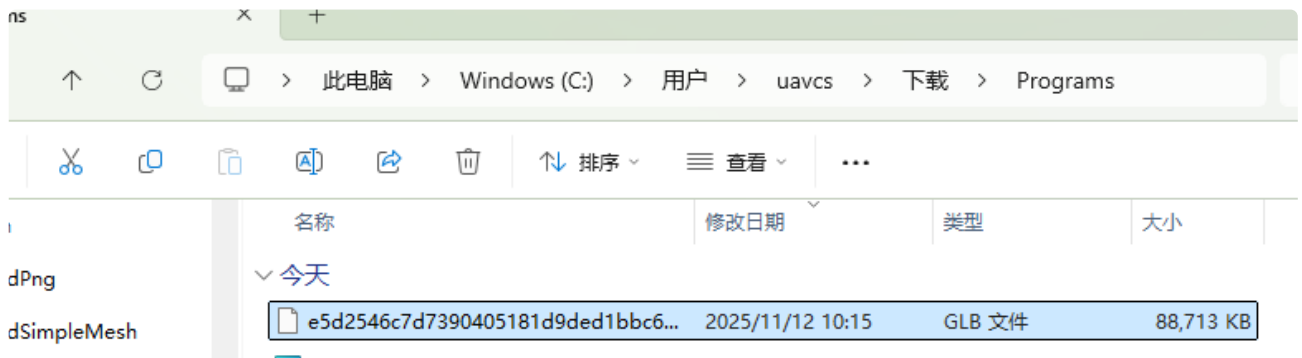 ns
此电脑 > Windows (C:) > 用户 > uavcs > 下载 > Programs
排序 查看
名称 修改日期 类型 大小
今天
dPng
e5d2546c7d7390405181d9ded1bbc6... 2025/11/12 10:15 GLB 文件 88,713 KB
dSimpleMesh